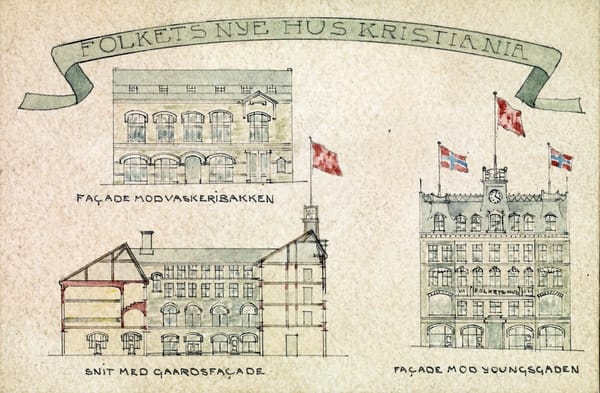 FOLKETS NYE HUS KRISTIANIA
FAÇADE MOD VASKERIBAKKEN
FOLKETS HUS
SNIT MED GAARDSFAÇADE
FAÇADE MOD YOUNGSGADEN